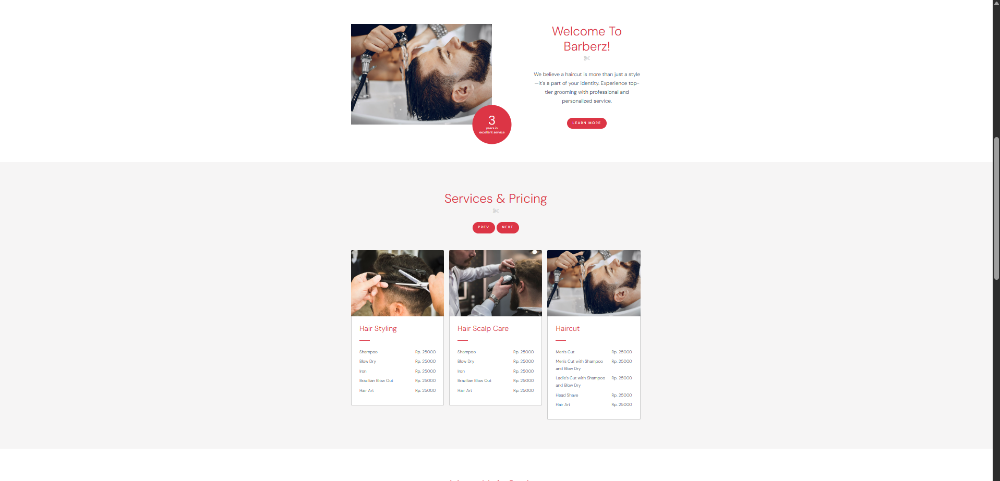 Welcome To
Barberz!
We believe a haircut is more than just a style
—it's a part of your identity. Experience top-
tier grooming with professional and
personalized service.
LEARN MORE
3
years in
excellent service
Services & Pricing
PREV NEXT
Hair Styling
Shampoo Rp. 25000
Blow Dry Rp. 25000
Iron Rp. 25000
Brazilian Blow Out Rp. 25000
Hair Art Rp. 25000
Hair Scalp Care
Shampoo Rp. 25000
Blow Dry Rp. 25000
Iron Rp. 25000
Brazilian Blow Out Rp. 25000
Hair Art Rp. 25000
Haircut
Men's Cut Rp. 25000
Men's Cut with Shampoo Rp. 25000
and Blow Dry
Ladie's Cut with Shampoo Rp. 25000
and Blow Dry
Head Shave Rp. 25000
Hair Art Rp. 25000